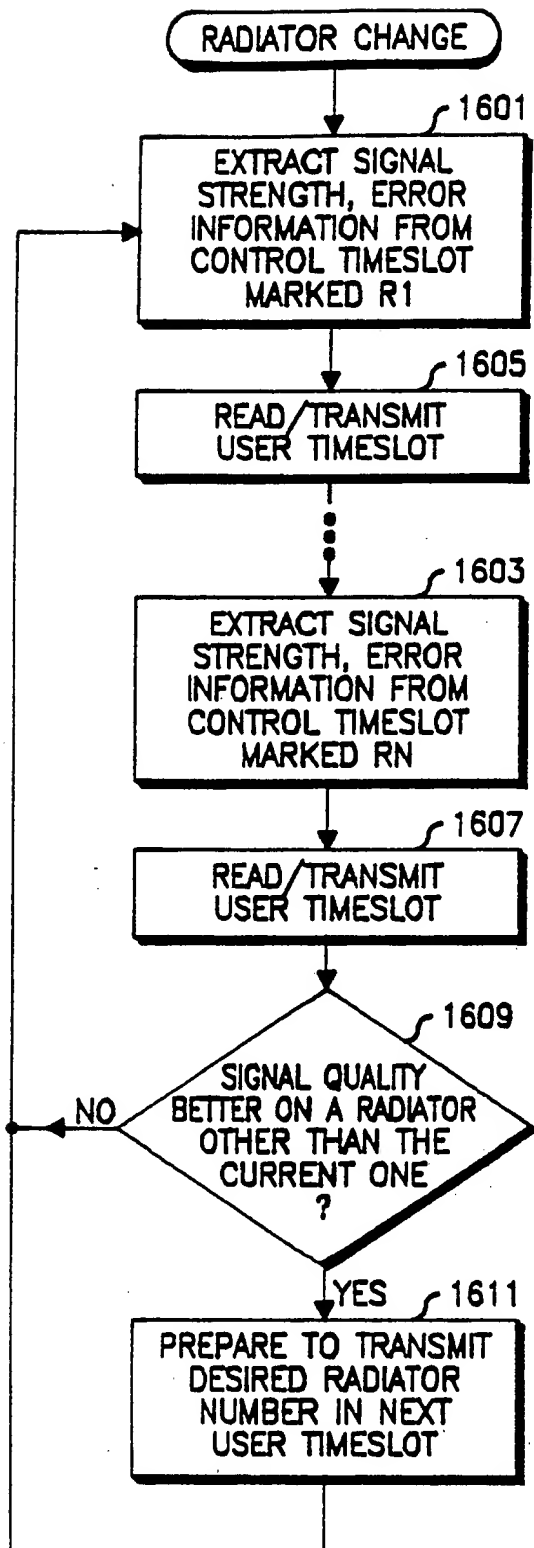 RADIATOR CHANGE
1601
EXTRACT SIGNAL
STRENGTH, ERROR
INFORMATION FROM
CONTROL TIMESLOT
MARKED R1
1605
READ/TRANSMIT
USER TIMESLOT
1603
EXTRACT SIGNAL
STRENGTH, ERROR
INFORMATION FROM
CONTROL TIMESLOT
MARKED RN
1607
READ/TRANSMIT
USER TIMESLOT
1609
SIGNAL QUALITY
BETTER ON A RADIATOR
OTHER THAN THE
CURRENT ONE
?
NO
YES
1611
PREPARE TO TRANSMIT
DESIRED RADIATOR
NUMBER IN NEXT
USER TIMESLOT